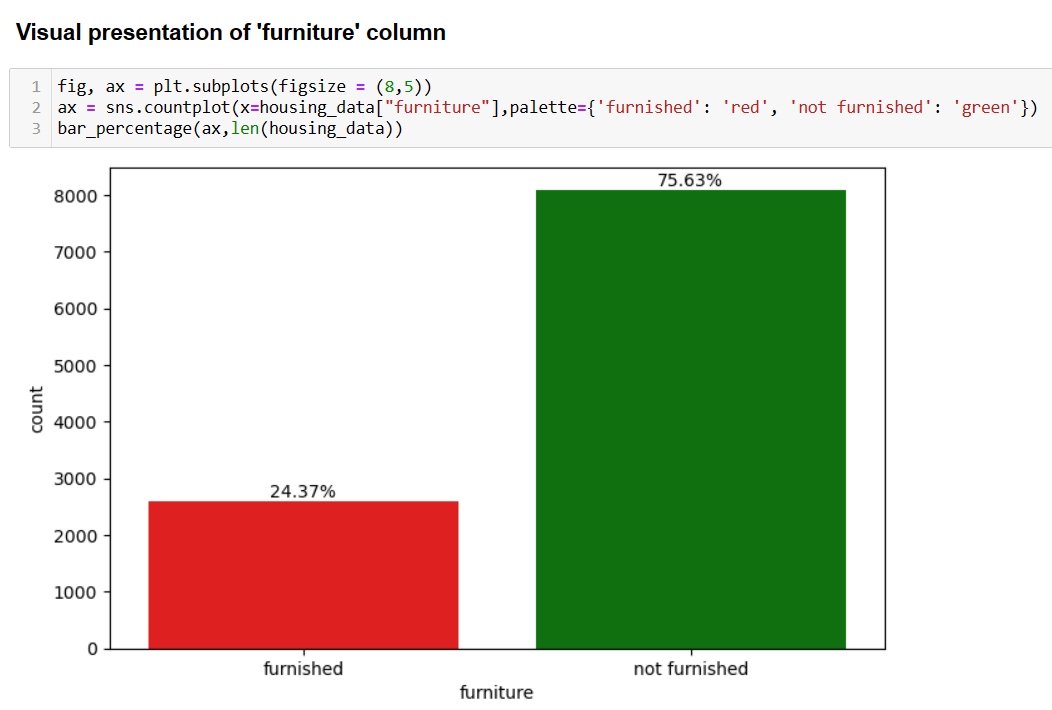 Visual presentation of 'furniture' column
1 fig, ax = plt.subplots(figsize = (8,5))
2 ax = sns.countplot(x=housing_data["furniture"],palette={'furnished': 'red', 'not furnished': 'green'})
3 bar_percentage(ax,len(housing_data))
75.63%
8000
7000
6000
5000
count
4000
3000
24.37%
2000
1000
0
furnished not furnished
furniture